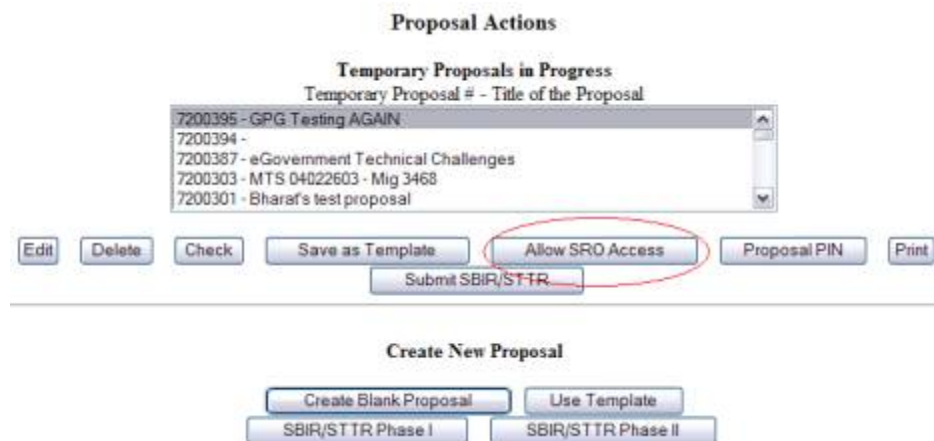 Proposal Actions
Temporary Proposals in Progress
Temporary Proposal # - Title of the Proposal
7200395 - GPG Testing AGAIN
7200394 -
7200387 - eGovernment Technical Challenges
7200303 - MTS 04022603 - Mig 3468
7200301 - Bharat's test proposal
Edit Delete Check Save as Template Allow SRO Access Proposal PIN Print
Submit SBIR/STTR
Create New Proposal
Create Blank Proposal Use Template
SBIR/STTR Phase I SBIR/STTR Phase II